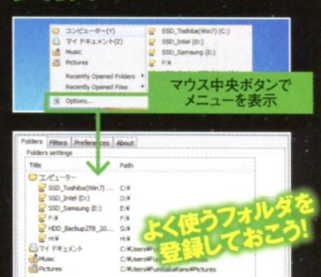 コンピューター(Y)
マイ ドキュメント(Z)
Music
Pictures
Recently Opened Folders
Recently Opened Files
Options...
SSD_Toshiba(Win7) (C:)
SSD_Intel (D:)
SSD_Samsung (E:)
F:¥
マウス中央ボタンで
メニューを表示
Folders Filters Preferences About
Folders settings
Title Path
コンピューター
SSD_Toshiba(Win7) ... C:¥
SSD_Intel (D:) D:¥
SSD_Samsung (E:) E:¥
F:¥ F:¥
HDD_Backup2TB_20... G:¥
H:¥ H:¥
マイ ドキュメント
Music
Pictures
よく使うフォルダを
登録しておこう!